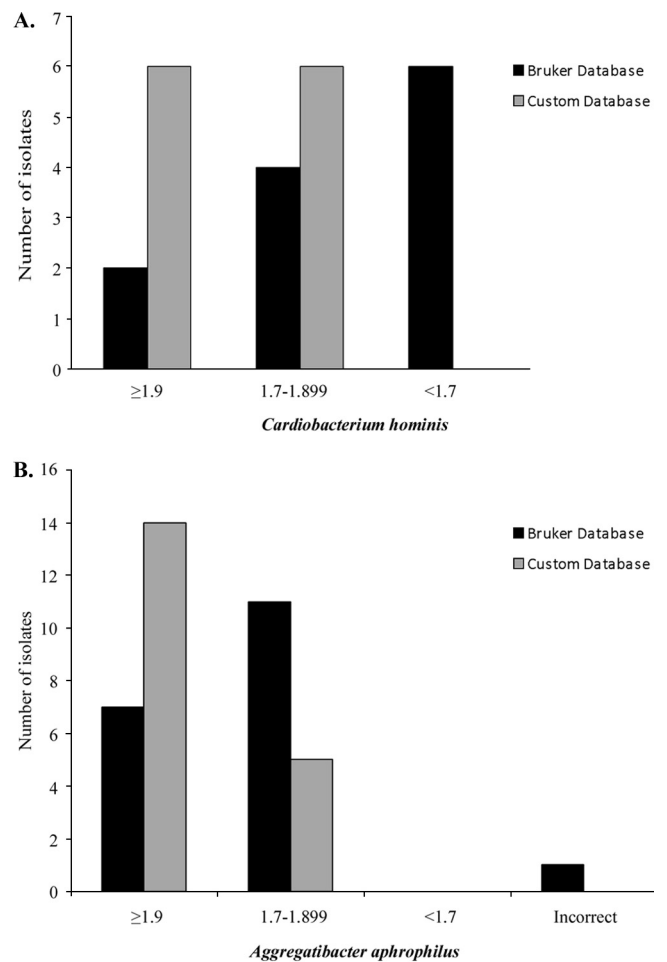 A.
7
6
5
4
3
2
1
0
Number of isolates
Bruker Database
Custom Database
≥1.9 1.7-1.899 <1.7
Cardiobacterium hominis
B.
16
14
12
10
8
6
4
2
0
Number of isolates
Bruker Database
Custom Database
≥1.9 1.7-1.899 <1.7 Incorrect
Aggregatibacter aphrophilus